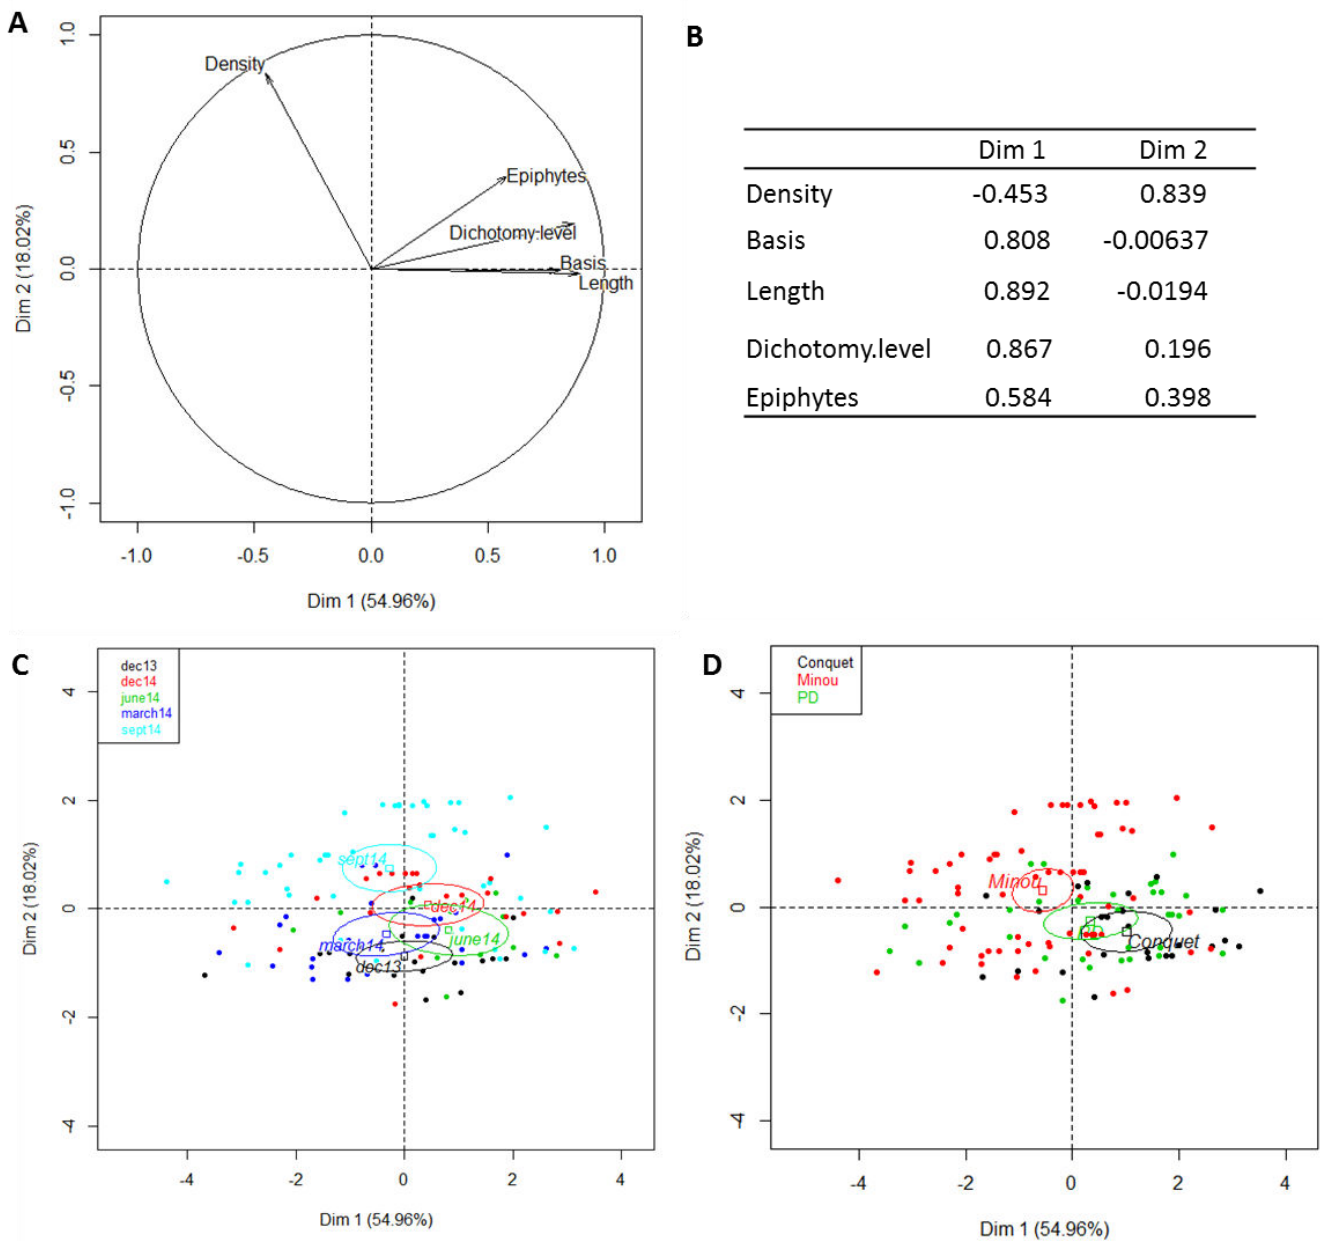 A
1.0
0.5
0.0
-0.5
-1.0
Dim 2 (18.02%)
Density
Epiphytes
Dichotomy.level
Basis
Length
-1.0 -0.5 0.0 0.5 1.0
Dim 1 (54.96%)
B
Dim 1 Dim 2
Density -0.453 0.839
Basis 0.808 -0.00637
Length 0.892 -0.0194
Dichotomy.level 0.867 0.196
Epiphytes 0.584 0.398
C
dec13
dec14
june14
march14
sept14
4
2
0
-2
-4
Dim 2 (18.02%)
sept14
dec14
june14
march14
dec13
-4 -2 0 2 4
Dim 1 (54.96%)
D
Conquet
Minou
PD
4
2
0
-2
-4
Dim 2 (18.02%)
Minou
PD
Conquet
-4 -2 0 2 4
Dim 1 (54.96%)